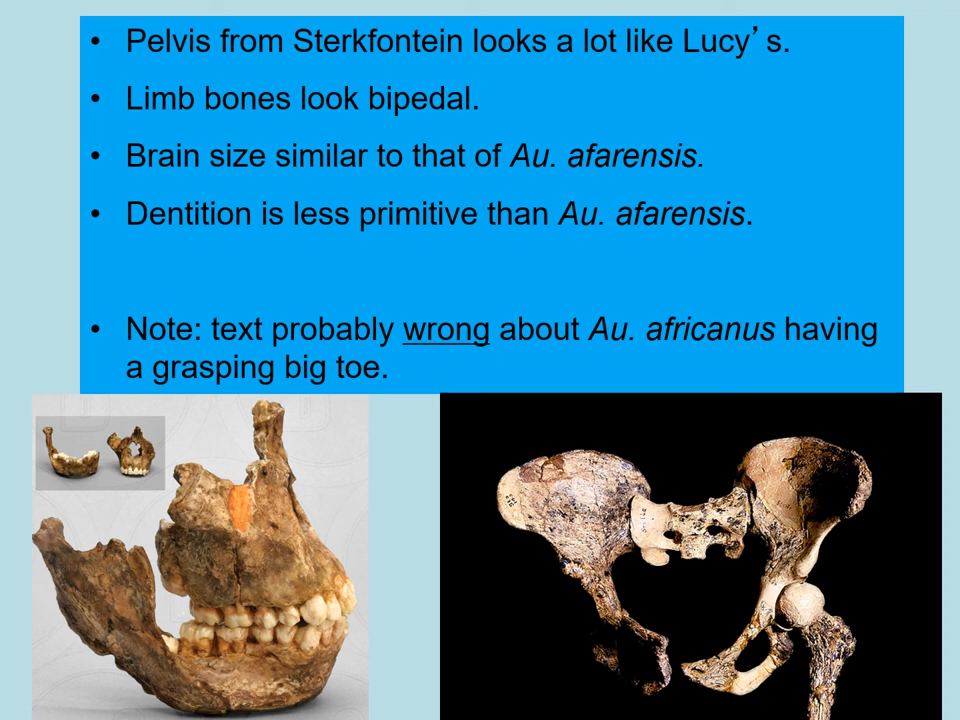 • Pelvis from Sterkfontein looks a lot like Lucy’s.
• Limb bones look bipedal.
• Brain size similar to that of Au. afarensis.
• Dentition is less primitive than Au. afarensis.
• Note: text probably wrong about Au. africanus having
a grasping big toe.